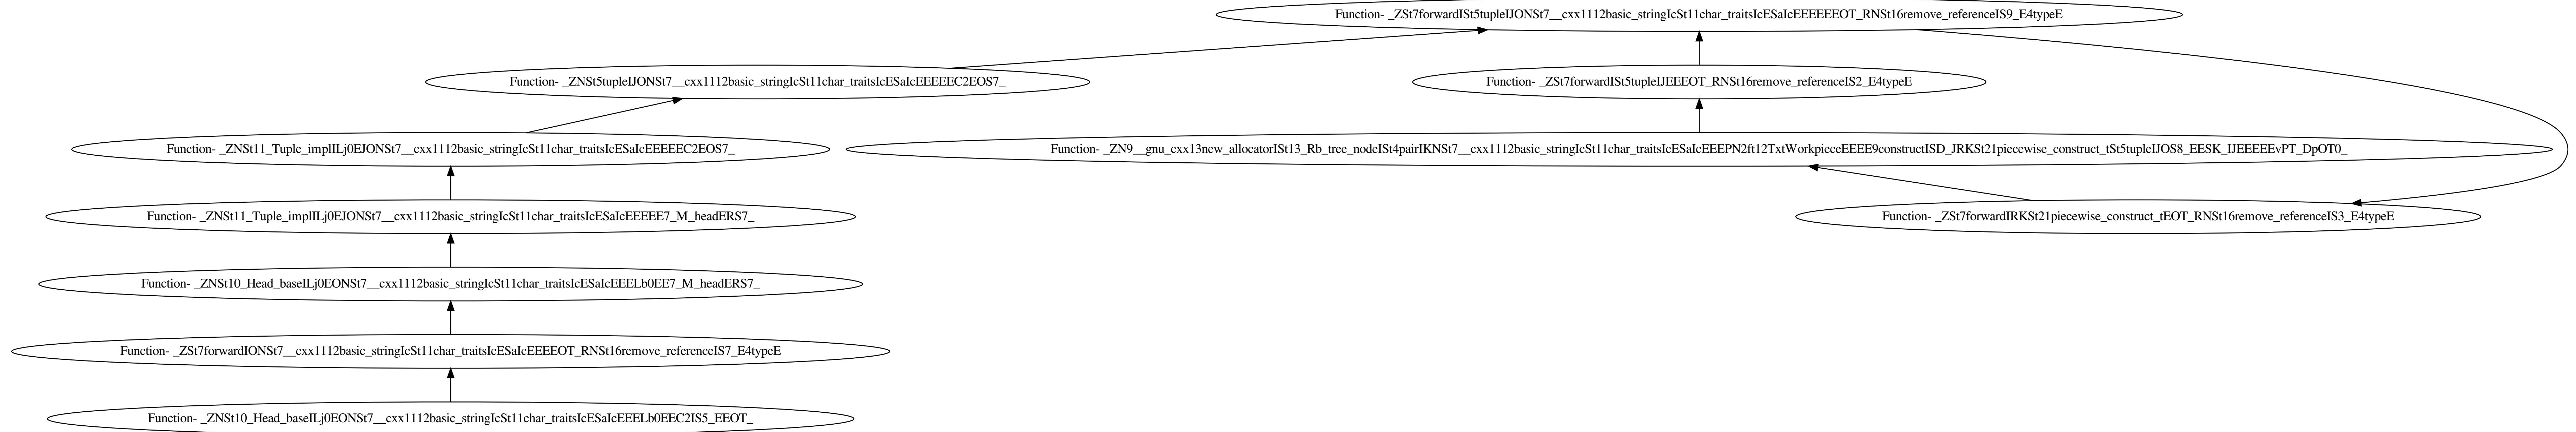 Function- _ZSt7forwardISt5tupleIJONSt7__cxx1112basic_stringIcSt11char_traitsIcESaIcEEEEEEOT_RNSt16remove_referenceIS9_E4typeE
Function- _ZNSt5tupleIJONSt7__cxx1112basic_stringIcSt11char_traitsIcESaIcEEEEEC2EOS7_
Function- _ZSt7forwardISt5tupleIJEEEOT_RNSt16remove_referenceIS2_E4typeE
Function- _ZNSt11_Tuple_implILj0EJONSt7__cxx1112basic_stringIcSt11char_traitsIcESaIcEEEEEC2EOS7_
Function- _ZN9__gnu_cxx13new_allocatorISt13_Rb_tree_nodeISt4pairIKNSt7__cxx1112basic_stringIcSt11char_traitsIcESaIcEEEPN2ft12TxtWorkpieceEEEE9constructISD_JRKSt21piecewise_construct_tSt5tupleIJOS8_EESK_IJEEEEEvPT_DpOT0_
Function- _ZNSt11_Tuple_implILj0EJONSt7__cxx1112basic_stringIcSt11char_traitsIcESaIcEEEEE7_M_headERS7_
Function- _ZSt7forwardIRKSt21piecewise_construct_tEOT_RNSt16remove_referenceIS3_E4typeE
Function- _ZNSt10_Head_baseILj0EONSt7__cxx1112basic_stringIcSt11char_traitsIcESaIcEEELb0EE7_M_headERS7_
Function- _ZSt7forwardIONSt7__cxx1112basic_stringIcSt11char_traitsIcESaIcEEEEOT_RNSt16remove_referenceIS7_E4typeE
Function- _ZNSt10_Head_baseILj0EONSt7__cxx1112basic_stringIcSt11char_traitsIcESaIcEEELb0EEC2IS5_EEOT_